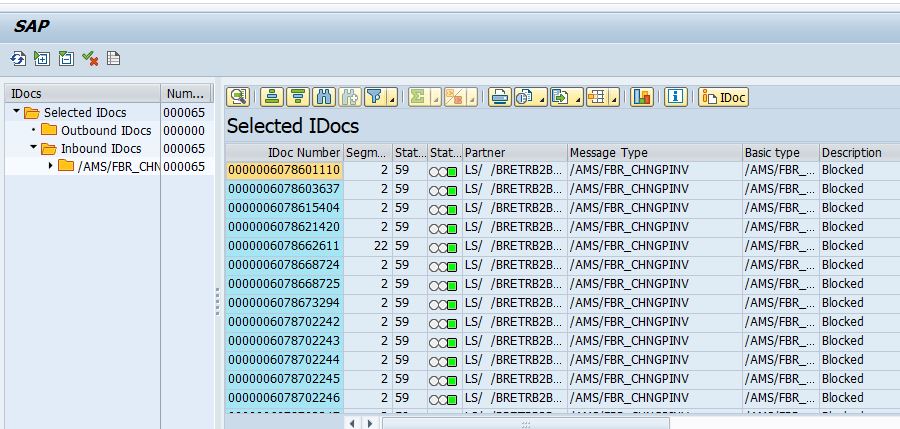 SAP
IDocs Num...
Selected IDocs 000065
Outbound IDocs 000000
Inbound IDocs 000065
/AMS/FBR_CHN 000065
IDoc
Selected IDocs
IDoc Number Segm... Stat... Stat... Partner Message Type Basic type Description
0000006078601110 2 59 LS/ /BRETRB2B... /AMS/FBR_CHNGPINV /AMS/FBR_... Blocked
0000006078603637 2 59 LS/ /BRETRB2B... /AMS/FBR_CHNGPINV /AMS/FBR_... Blocked
0000006078615404 2 59 LS/ /BRETRB2B... /AMS/FBR_CHNGPINV /AMS/FBR_... Blocked
0000006078621420 2 59 LS/ /BRETRB2B... /AMS/FBR_CHNGPINV /AMS/FBR_... Blocked
0000006078662611 22 59 LS/ /BRETRB2B... /AMS/FBR_CHNGPINV /AMS/FBR_... Blocked
0000006078668724 2 59 LS/ /BRETRB2B... /AMS/FBR_CHNGPINV /AMS/FBR_... Blocked
0000006078668725 2 59 LS/ /BRETRB2B... /AMS/FBR_CHNGPINV /AMS/FBR_... Blocked
0000006078673294 2 59 LS/ /BRETRB2B... /AMS/FBR_CHNGPINV /AMS/FBR_... Blocked
0000006078702242 2 59 LS/ /BRETRB2B... /AMS/FBR_CHNGPINV /AMS/FBR_... Blocked
0000006078702243 2 59 LS/ /BRETRB2B... /AMS/FBR_CHNGPINV /AMS/FBR_... Blocked
0000006078702244 2 59 LS/ /BRETRB2B... /AMS/FBR_CHNGPINV /AMS/FBR_... Blocked
0000006078702245 2 59 LS/ /BRETRB2B... /AMS/FBR_CHNGPINV /AMS/FBR_... Blocked
0000006078702246 2 59 LS/ /BRETRB2B... /AMS/FBR_CHNGPINV /AMS/FBR_... Blocked